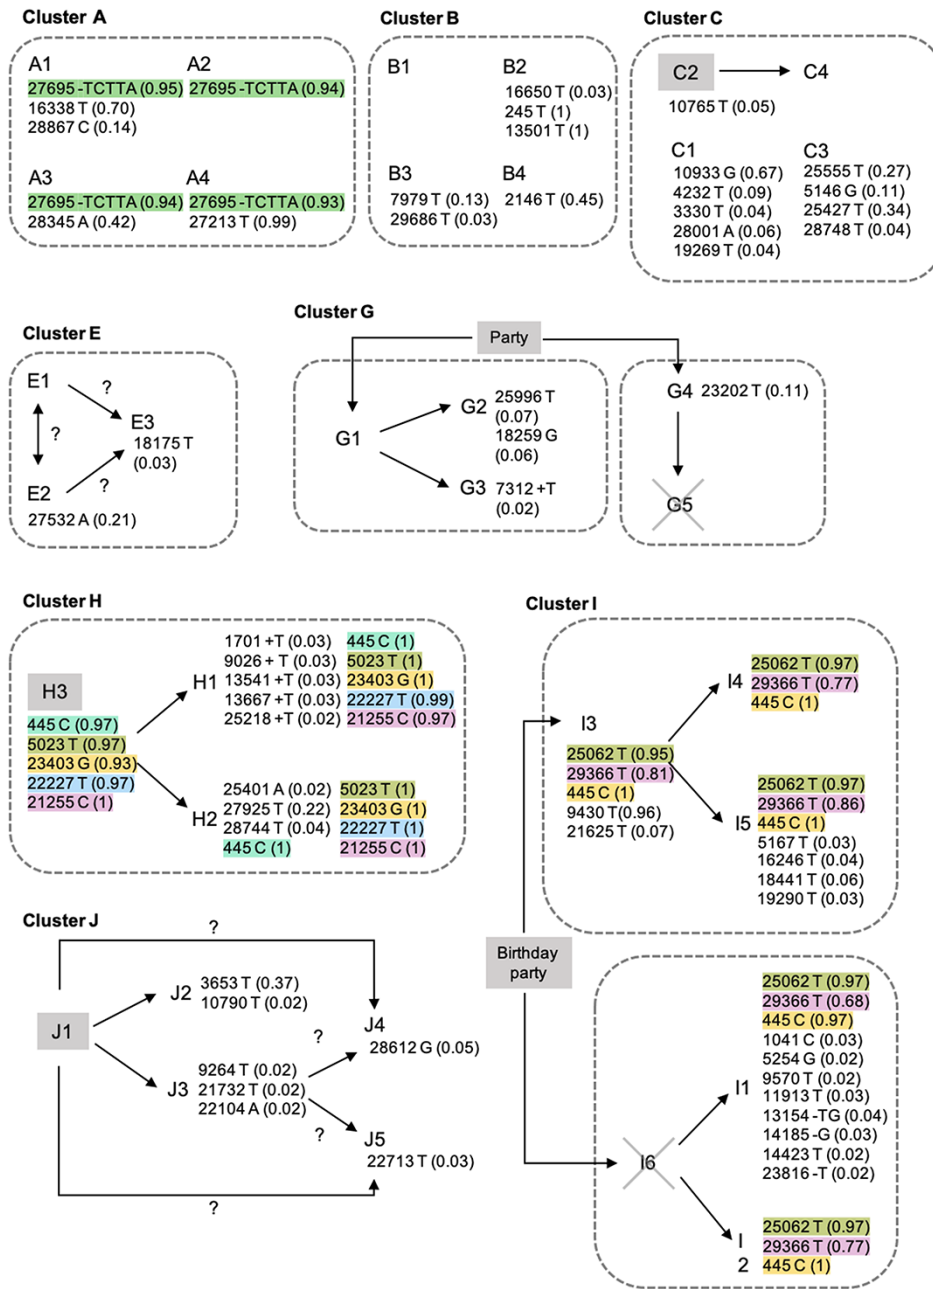 Cluster A
A1
27695 -TCTTA (0.95)
16338 T (0.70)
28867 C (0.14)
A2
27695 -TCTTA (0.94)
A3
27695 -TCTTA (0.94)
28345 A (0.42)
A4
27695 -TCTTA (0.93)
27213 T (0.99)
Cluster B
B1
B2
16650 T (0.03)
245 T (1)
13501 T (1)
B3
7979 T (0.13)
29686 T (0.03)
B4
2146 T (0.45)
Cluster C
C2
10765 T (0.05)
C4
C1
10933 G (0.67)
4232 T (0.09)
3330 T (0.04)
28001 A (0.06)
19269 T (0.04)
C3
25555 T (0.27)
5146 G (0.11)
25427 T (0.34)
28748 T (0.04)
Cluster E
E1
?
?
E3
18175 T
(0.03)
E2
?
27532 A (0.21)
Cluster G
Party
G1
G2
25996 T
(0.07)
18259 G
(0.06)
G3
7312 +T
(0.02)
G4
23202 T (0.11)
G5
Cluster H
H3
445 C (0.97)
5023 T (0.97)
23403 G (0.93)
22227 T (0.97)
21255 C (1)
H1
1701 +T (0.03)
9026 + T (0.03)
13541 +T (0.03)
13667 +T (0.03)
25218 +T (0.02)
445 C (1)
5023 T (1)
23403 G (1)
22227 T (0.99)
21255 C (0.97)
H2
25401 A (0.02)
27925 T (0.22)
28744 T (0.04)
445 C (1)
5023 T (1)
23403 G (1)
22227 T (1)
21255 C (1)
Cluster I
I3
25062 T (0.95)
29366 T (0.81)
445 C (1)
9430 T (0.96)
21625 T (0.07)
I4
25062 T (0.97)
29366 T (0.77)
445 C (1)
I5
25062 T (0.97)
29366 T (0.86)
445 C (1)
5167 T (0.03)
16246 T (0.04)
18441 T (0.06)
19290 T (0.03)
Birthday
party
I6
I1
25062 T (0.97)
29366 T (0.68)
445 C (0.97)
1041 C (0.03)
5254 G (0.02)
9570 T (0.02)
11913 T (0.03)
13154 -TG (0.04)
14185 -G (0.03)
14423 T (0.02)
23816 -T (0.02)
I
2
25062 T (0.97)
29366 T (0.77)
445 C (1)
Cluster J
?
J1
J2
3653 T (0.37)
10790 T (0.02)
J3
9264 T (0.02)
21732 T (0.02)
22104 A (0.02)
?
J4
28612 G (0.05)
?
J5
22713 T (0.03)
?